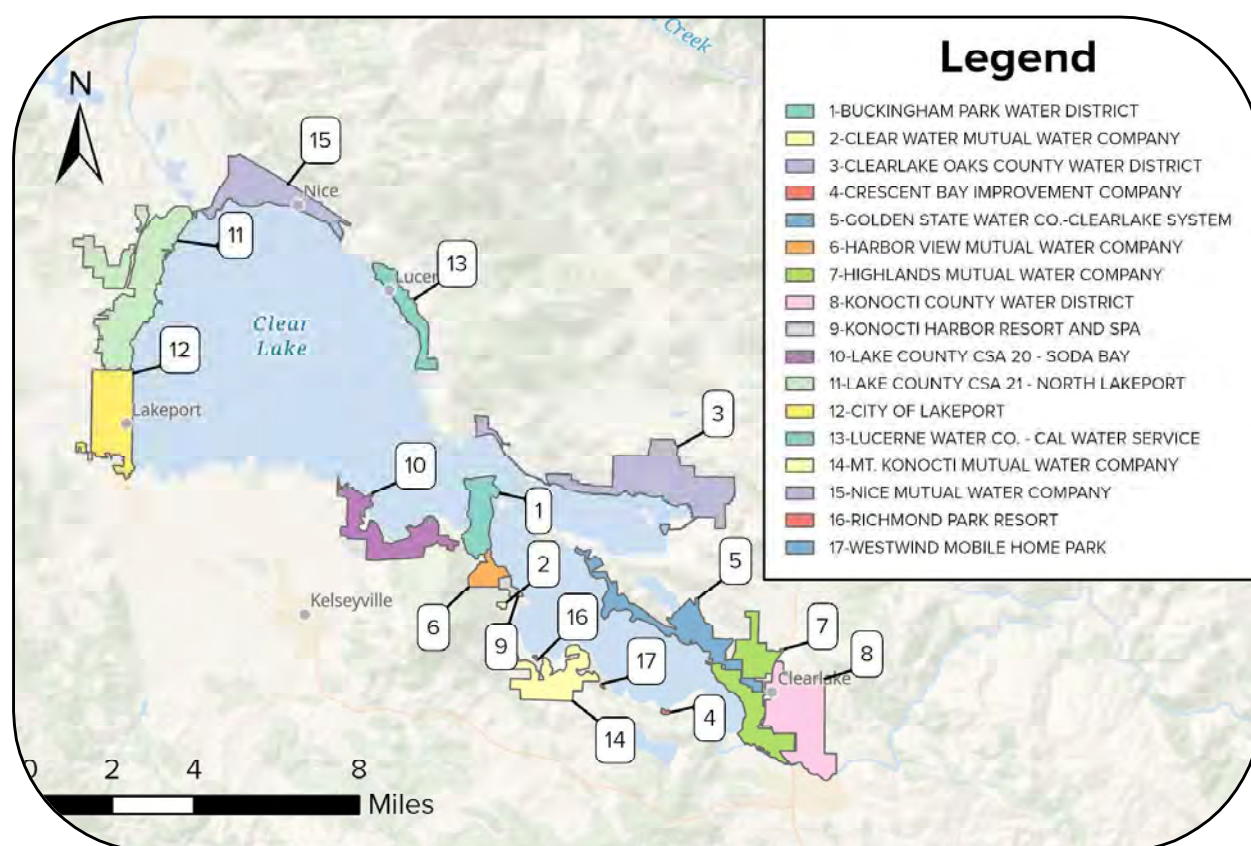 Creek
Legend
1-BUCKINGHAM PARK WATER DISTRICT
2-CLEAR WATER MUTUAL WATER COMPANY
3-CLEARLAKE OAKS COUNTY WATER DISTRICT
4-CRESCENT BAY IMPROVEMENT COMPANY
5-GOLDEN STATE WATER CO.-CLEARLAKE SYSTEM
6-HARBOR VIEW MUTUAL WATER COMPANY
7-HIGHLANDS MUTUAL WATER COMPANY
8-KONOCTI COUNTY WATER DISTRICT
9-KONOCTI HARBOR RESORT AND SPA
10-LAKE COUNTY CSA 20 - SODA BAY
11-LAKE COUNTY CSA 21 - NORTH LAKEPORT
12-CITY OF LAKEPORT
13-LUCERNE WATER CO. - CAL WATER SERVICE
14-MT. KONOCTI MUTUAL WATER COMPANY
15-NICE MUTUAL WATER COMPANY
16-RICHMOND PARK RESORT
17-WESTWIND MOBILE HOME PARK
N
15
Nice
11
13
Lucer
Clear
Lake
12
Lakeport
3
10
1
2
5
Kelseyville
6
9
16
17
7
8
Clearlake
4
14
0 2 4 8
Miles